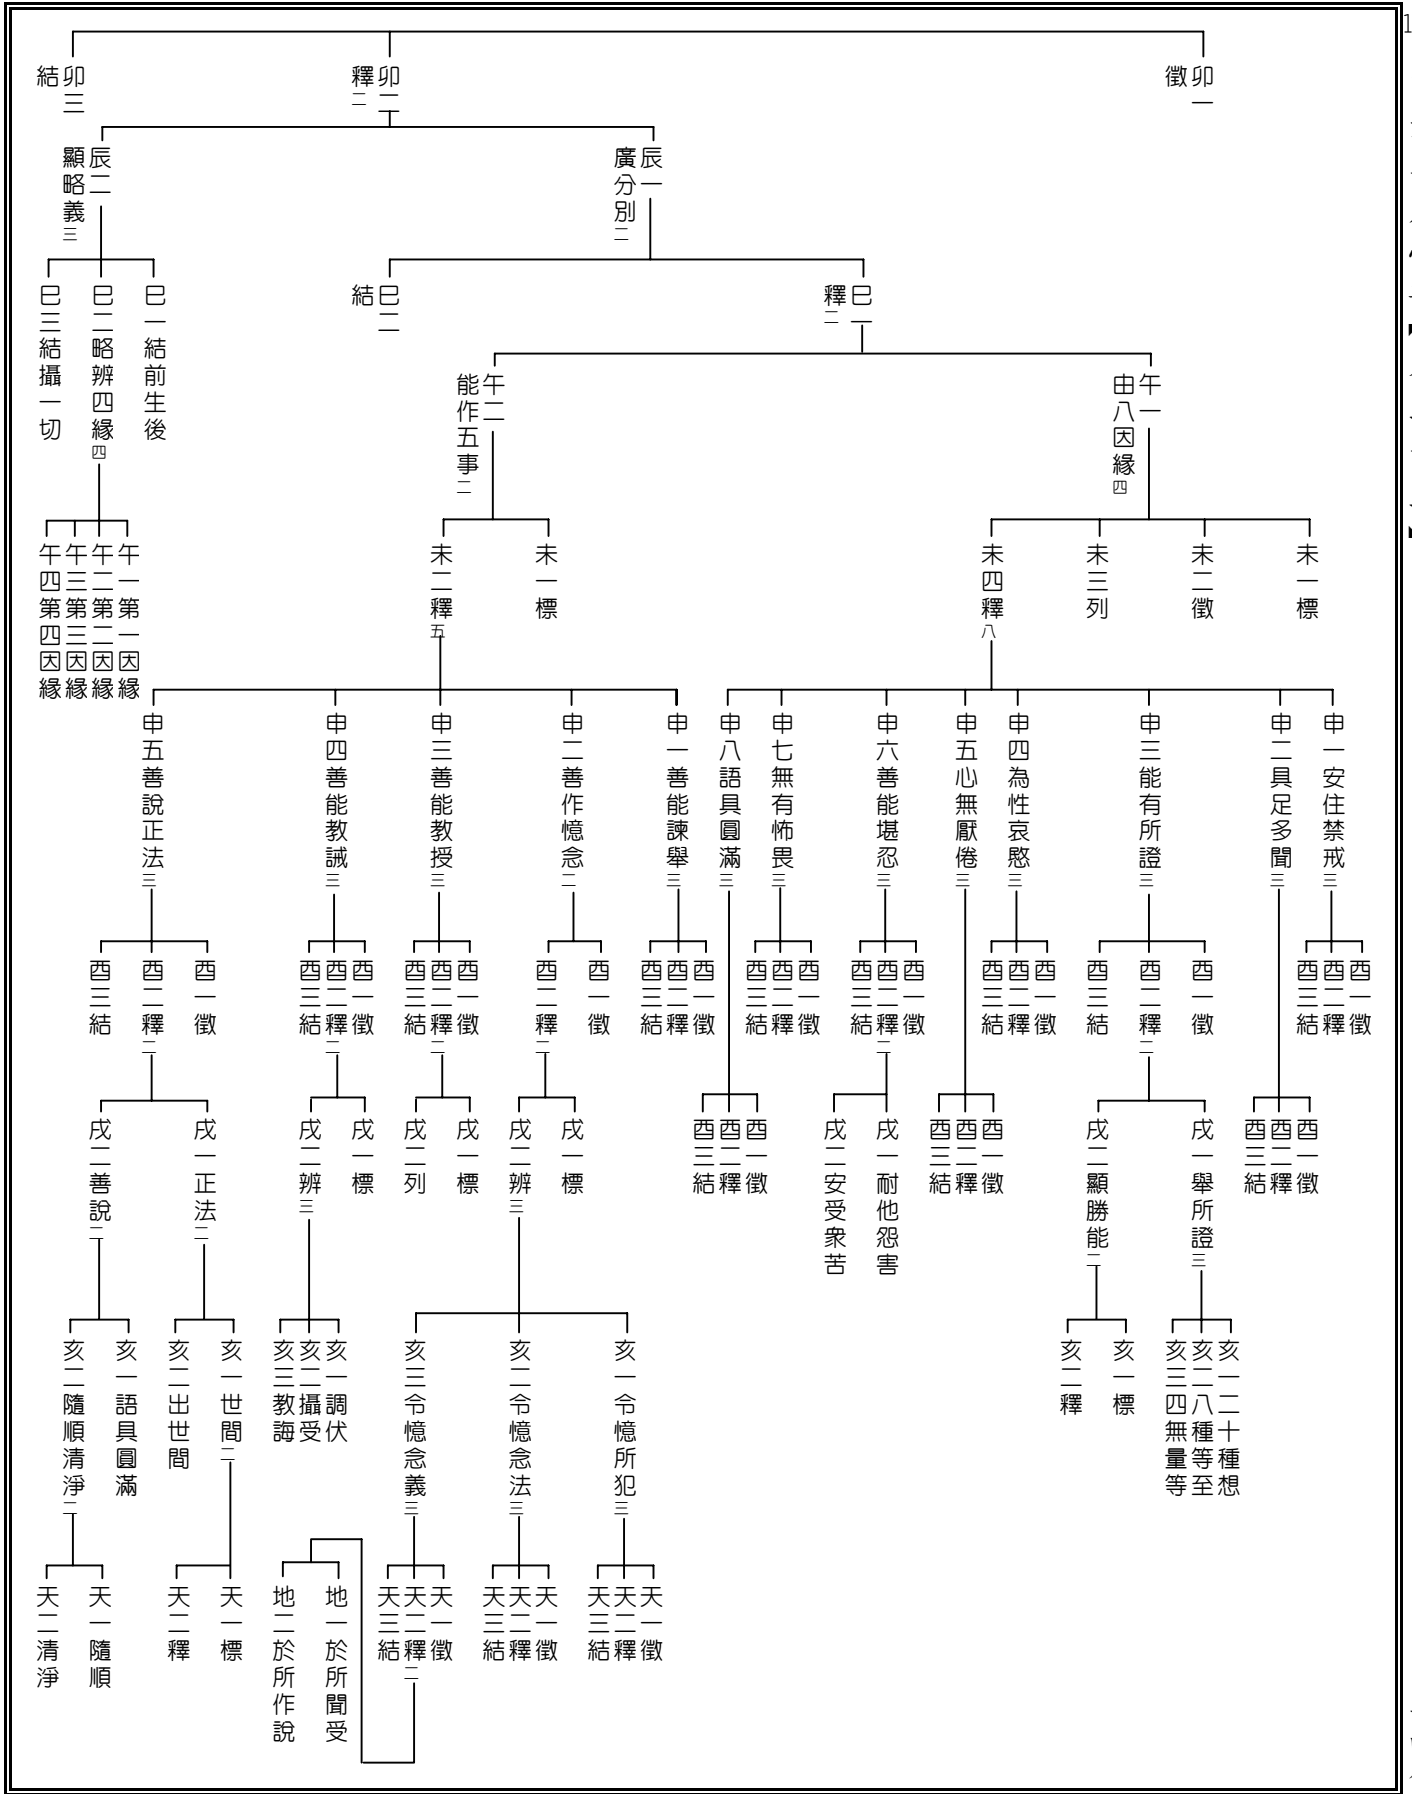 1
卯一
徵
卯二
釋二
卯三
結
辰一
廣分別二
辰二
顯略義三
巳一
釋二
巳二
結
巳一結前生後
巳二略辨四緣四
巳三結攝一切
午一
由八因緣四
午二
能作五事二
午一第一因緣
午二第二因緣
午三第三因緣
午四第四因緣
未一標
未二徵
未三列
未四釋八
未一標
未二釋五
申一安住禁戒三
申二具足多聞三
申三能有所證三
申四為性哀愍三
申五心無厭倦三
申六善能堪忍三
申七無有怖畏三
申八語具圓滿三
申一善能諫舉三
申二善作憶念二
申三善能教授三
申四善能教誡三
申五善說正法三
酉一徵
酉二釋
酉三結
酉一徵
酉二釋二
酉三結
酉一徵
酉二釋
酉三結
酉一徵
酉二釋二
酉三結
酉一徵
酉二釋
酉三結
酉一徵
酉二釋
酉三結
酉一徵
酉二釋二
酉一徵
酉二釋二
酉三結
酉一徵
酉二釋二
酉三結
酉一徵
酉二釋二
酉三結
酉一徵
酉二釋
酉三結
戌一舉所證三
戌二顯勝能二
酉一徵
酉二釋
酉三結
戌一耐他怨害
戌二安受衆苦
酉一徵
酉二釋
酉三結
戌一標
戌二辨三
戌一標
戌二列
戌一標
戌二辨三
戌一正法二
戌二善說二
亥一二十種想
亥二八種等至
亥三四無量等
亥一標
亥二釋
亥一令憶所犯三
亥二令憶念法三
亥三令憶念義三
亥一調伏
亥二攝受
亥三教誨
亥一世間二
亥二出世間
亥一語具圓滿
亥二隨順清淨二
天一徵
天二釋
天三結
天一徵
天二釋
天三結
天一徵
天二釋二
天三結
地一於所聞受
地二於所作說
天一標
天二釋
天一隨順
天二清淨